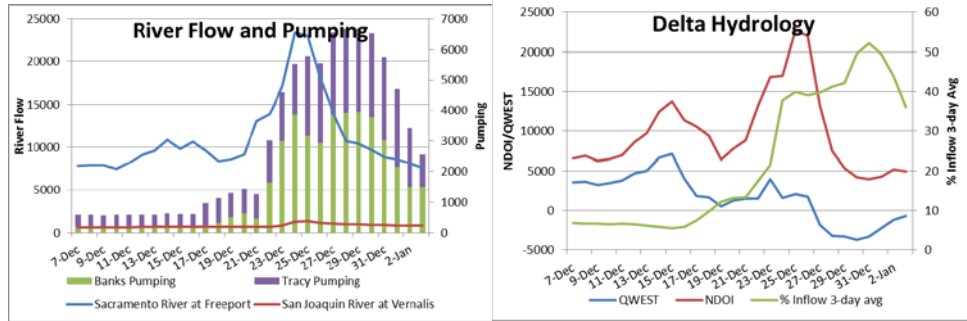 River Flow and Pumping
25000
20000
15000
10000
5000
0
River Flow
7000
6000
5000
4000
3000
2000
1000
0
Pumping
7-Dec
9-Dec
11-Dec
13-Dec
15-Dec
17-Dec
19-Dec
21-Dec
23-Dec
25-Dec
27-Dec
29-Dec
31-Dec
2-Jan
Banks Pumping
Tracy Pumping
Sacramento River at Freeport
San Joaquin River at Vernalis
Delta Hydrology
25000
20000
15000
10000
5000
0
-5000
NDOI/QWEST
60
50
40
30
20
10
0
% Inflow 3-day Avg
7-Dec
9-Dec
11-Dec
13-Dec
15-Dec
17-Dec
19-Dec
21-Dec
23-Dec
25-Dec
27-Dec
29-Dec
31-Dec
2-Jan
QWEST
NDOI
% Inflow 3-day avg